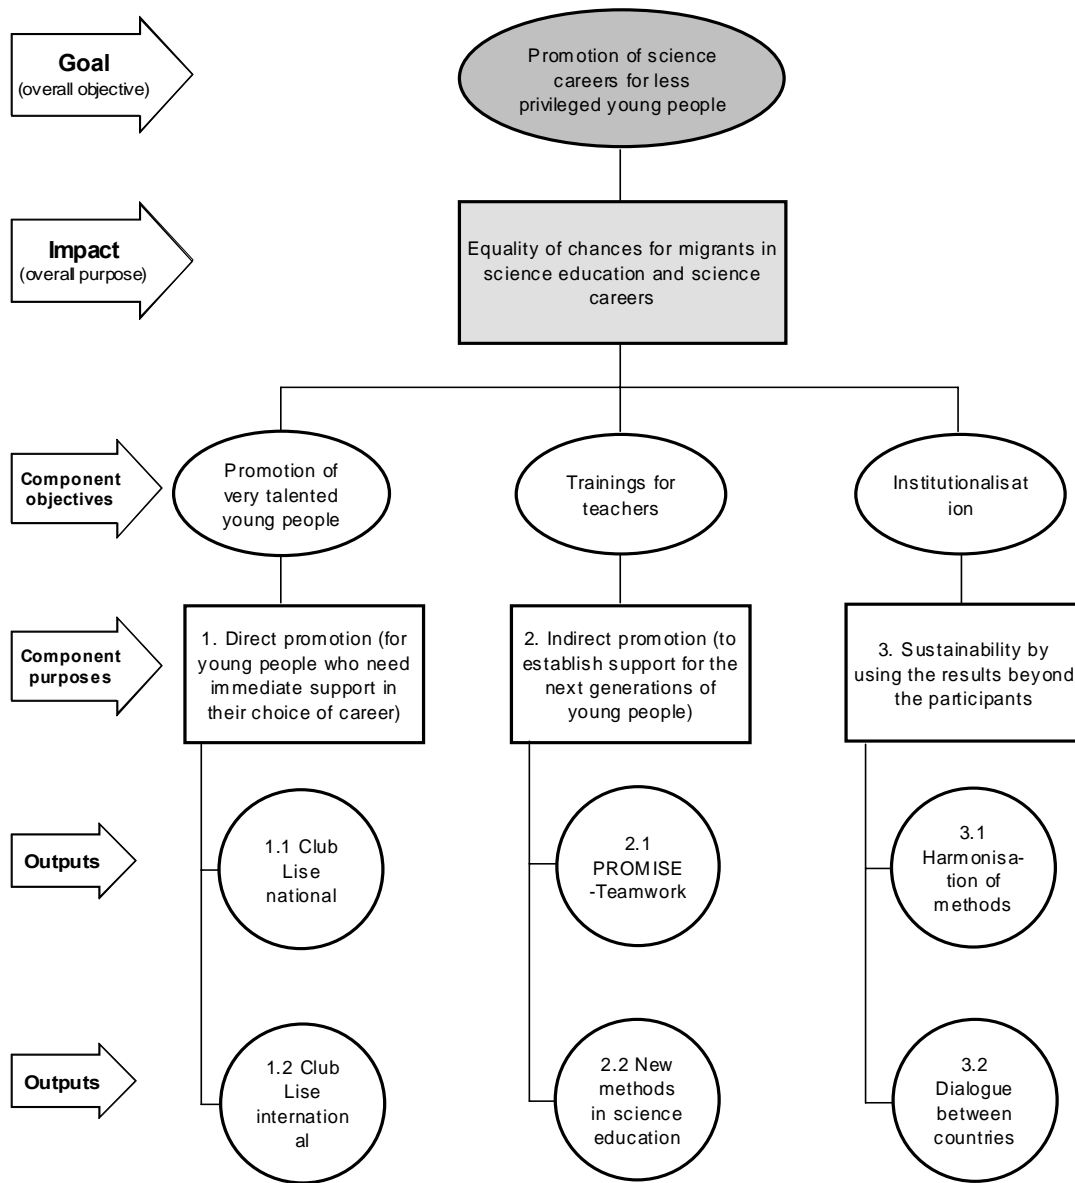 Goal
(overall objective)
Promotion of science
careers for less
privileged young people
Impact
(overall purpose)
Equality of chances for migrants in
science education and science
careers
Component
objectives
Promotion of
very talented
young people
Trainings for
teachers
Institutionalisat
ion
Component
purposes
1. Direct promotion (for
young people who need
immediate support in
their choice of career)
2. Indirect promotion (to
establish support for the
next generations of
young people)
3. Sustainability by
using the results beyond
the participants
Outputs
1.1 Club
Lise
national
2.1
PROMISE
-Teamwork
3.1
Harmonisa-
tion of
methods
Outputs
1.2 Club
Lise
internation
al
2.2 New
methods
in science
education
3.2
Dialogue
between
countries